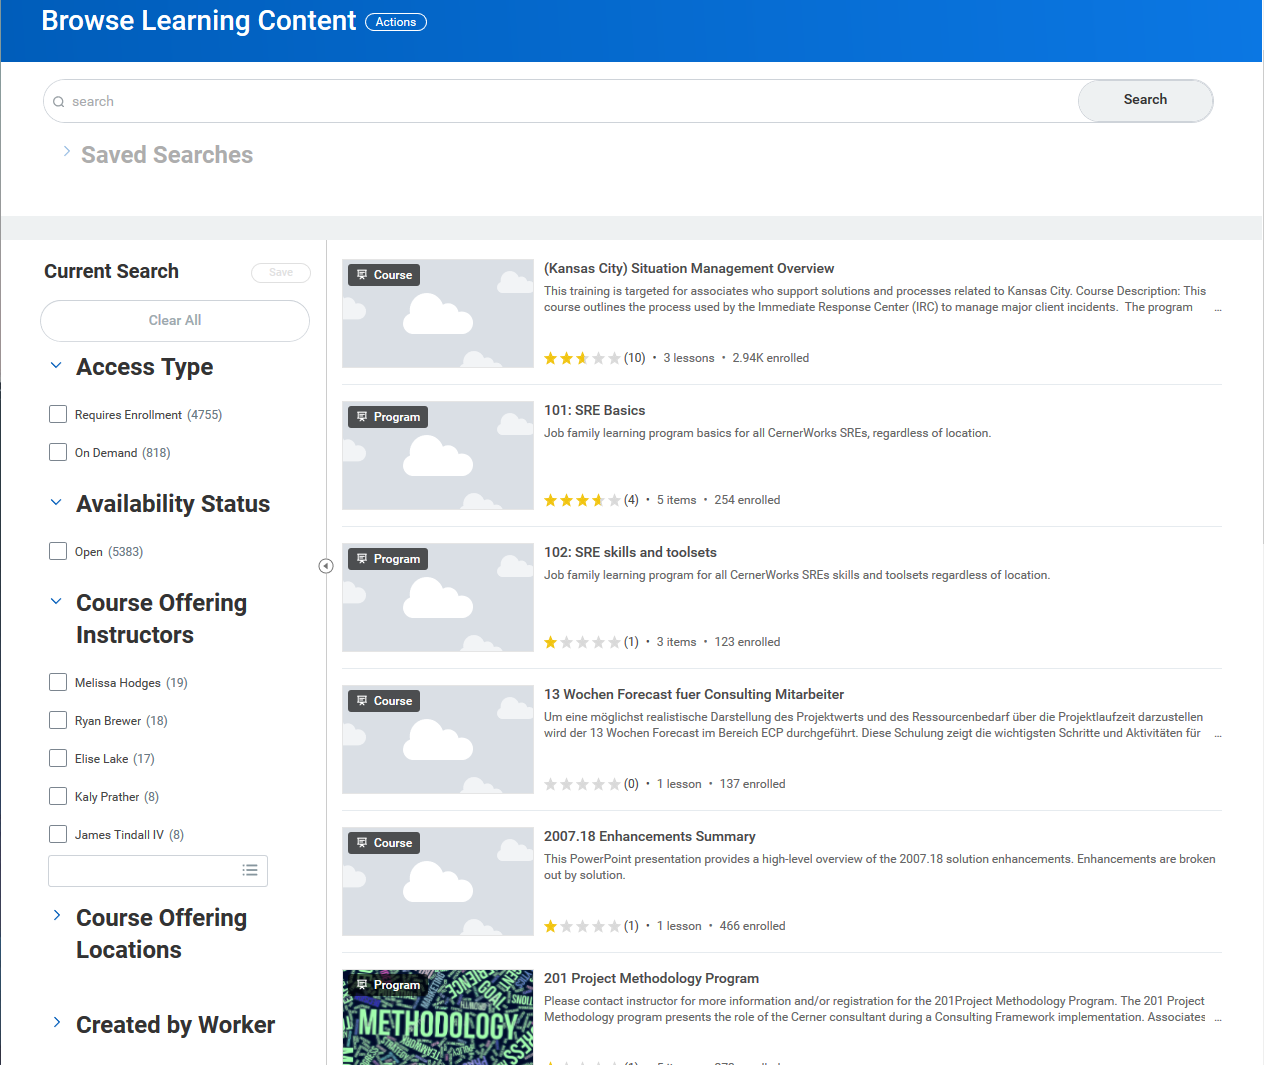 Browse Learning Content Actions
search Search
Saved Searches
Current Search Save
Clear All
Access Type
Requires Enrollment (4755)
On Demand (818)
Availability Status
Open (5383)
Course Offering
Instructors
Melissa Hodges (19)
Ryan Brewer (18)
Elise Lake (17)
Kaly Prather (8)
James Tindall IV (8)
Course Offering
Locations
Created by Worker
Course
(Kansas City) Situation Management Overview
This training is targeted for associates who support solutions and processes related to Kansas City. Course Description: This
course outlines the process used by the Immediate Response Center (IRC) to manage major client incidents. The program ...
(10) • 3 lessons • 2.94K enrolled
Program
101: SRE Basics
Job family learning program basics for all CernerWorks SREs, regardless of location.
(4) • 5 items • 254 enrolled
Program
102: SRE skills and toolsets
Job family learning program for all CernerWorks SREs skills and toolsets regardless of location.
(1) • 3 items • 123 enrolled
Course
13 Wochen Forecast fuer Consulting Mitarbeiter
Um eine möglichst realistische Darstellung des Projektwerts und des Ressourcenbedarf über die Projektlaufzeit darzustellen
wird der 13 Wochen Forecast im Bereich ECP durchgeführt. Diese Schulung zeigt die wichtigsten Schritte und Aktivitäten für ...
(0) • 1 lesson • 137 enrolled
Course
2007.18 Enhancements Summary
This PowerPoint presentation provides a high-level overview of the 2007.18 solution enhancements. Enhancements are broken
out by solution.
(1) • 1 lesson • 466 enrolled
Program
METHODOLOGY
TEAMWORK
201 Project Methodology Program
Please contact instructor for more information and/or registration for the 201Project Methodology Program. The 201 Project
Methodology program presents the role of the Cerner consultant during a Consulting Framework implementation. Associates ...